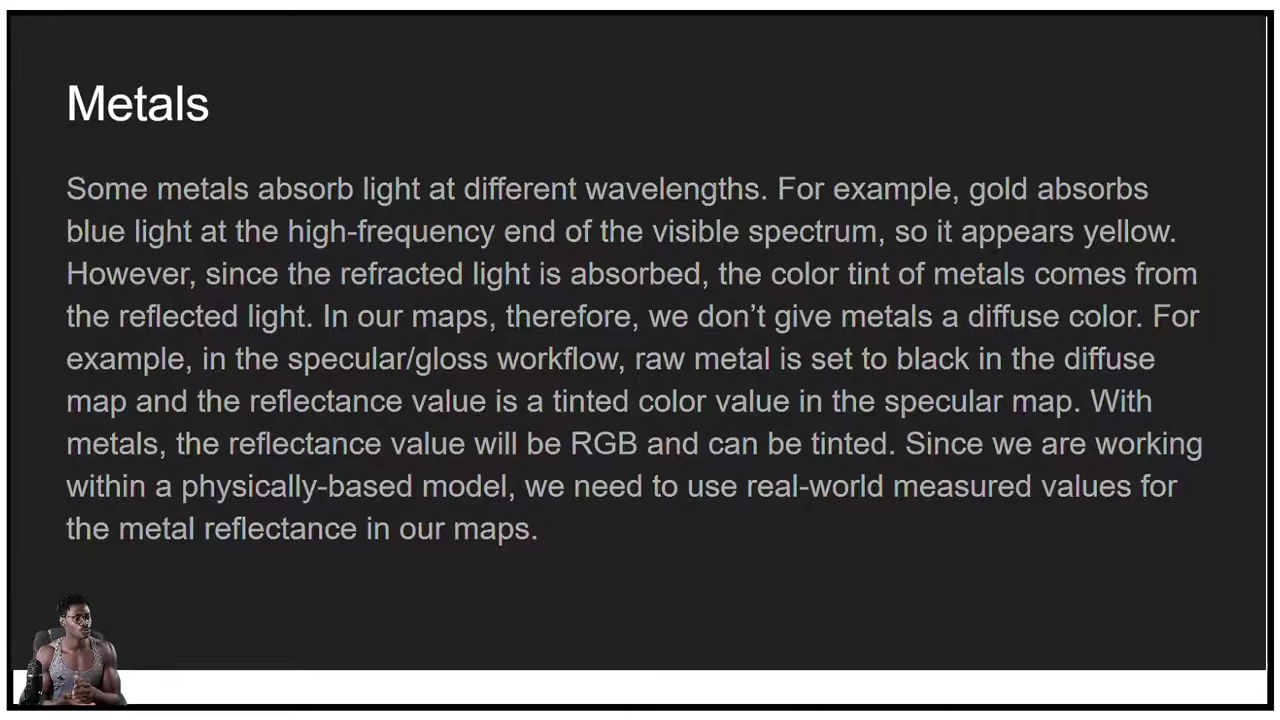 Metals
Some metals absorb light at different wavelengths. For example, gold absorbs
blue light at the high-frequency end of the visible spectrum, so it appears yellow.
However, since the refracted light is absorbed, the color tint of metals comes from
the reflected light. In our maps, therefore, we don’t give metals a diffuse color. For
example, in the specular/gloss workflow, raw metal is set to black in the diffuse
map and the reflectance value is a tinted color value in the specular map. With
metals, the reflectance value will be RGB and can be tinted. Since we are working
within a physically-based model, we need to use real-world measured values for
the metal reflectance in our maps.